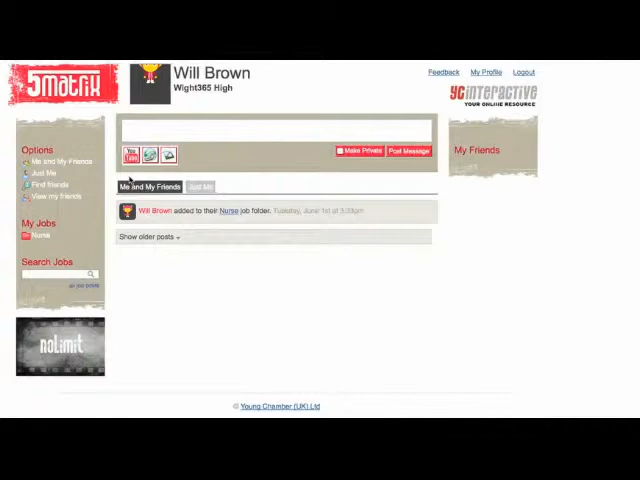 5matrix
Will Brown
Wight365 High
Feedback My Profile Logout
ycinteractive
YOUR ONLINE RESOURCE
Options
Me and My Friends
Just Me
Find friends
View my friends
My Jobs
Nurse
Search Jobs
You Tube
Make Private Post Message
Me and My Friends Just Me
Will Brown added to their Nurse job folder. Tuesday, June 1st at 3:33pm
Show older posts
My Friends
noLimit
© Young Chamber (UK) Ltd